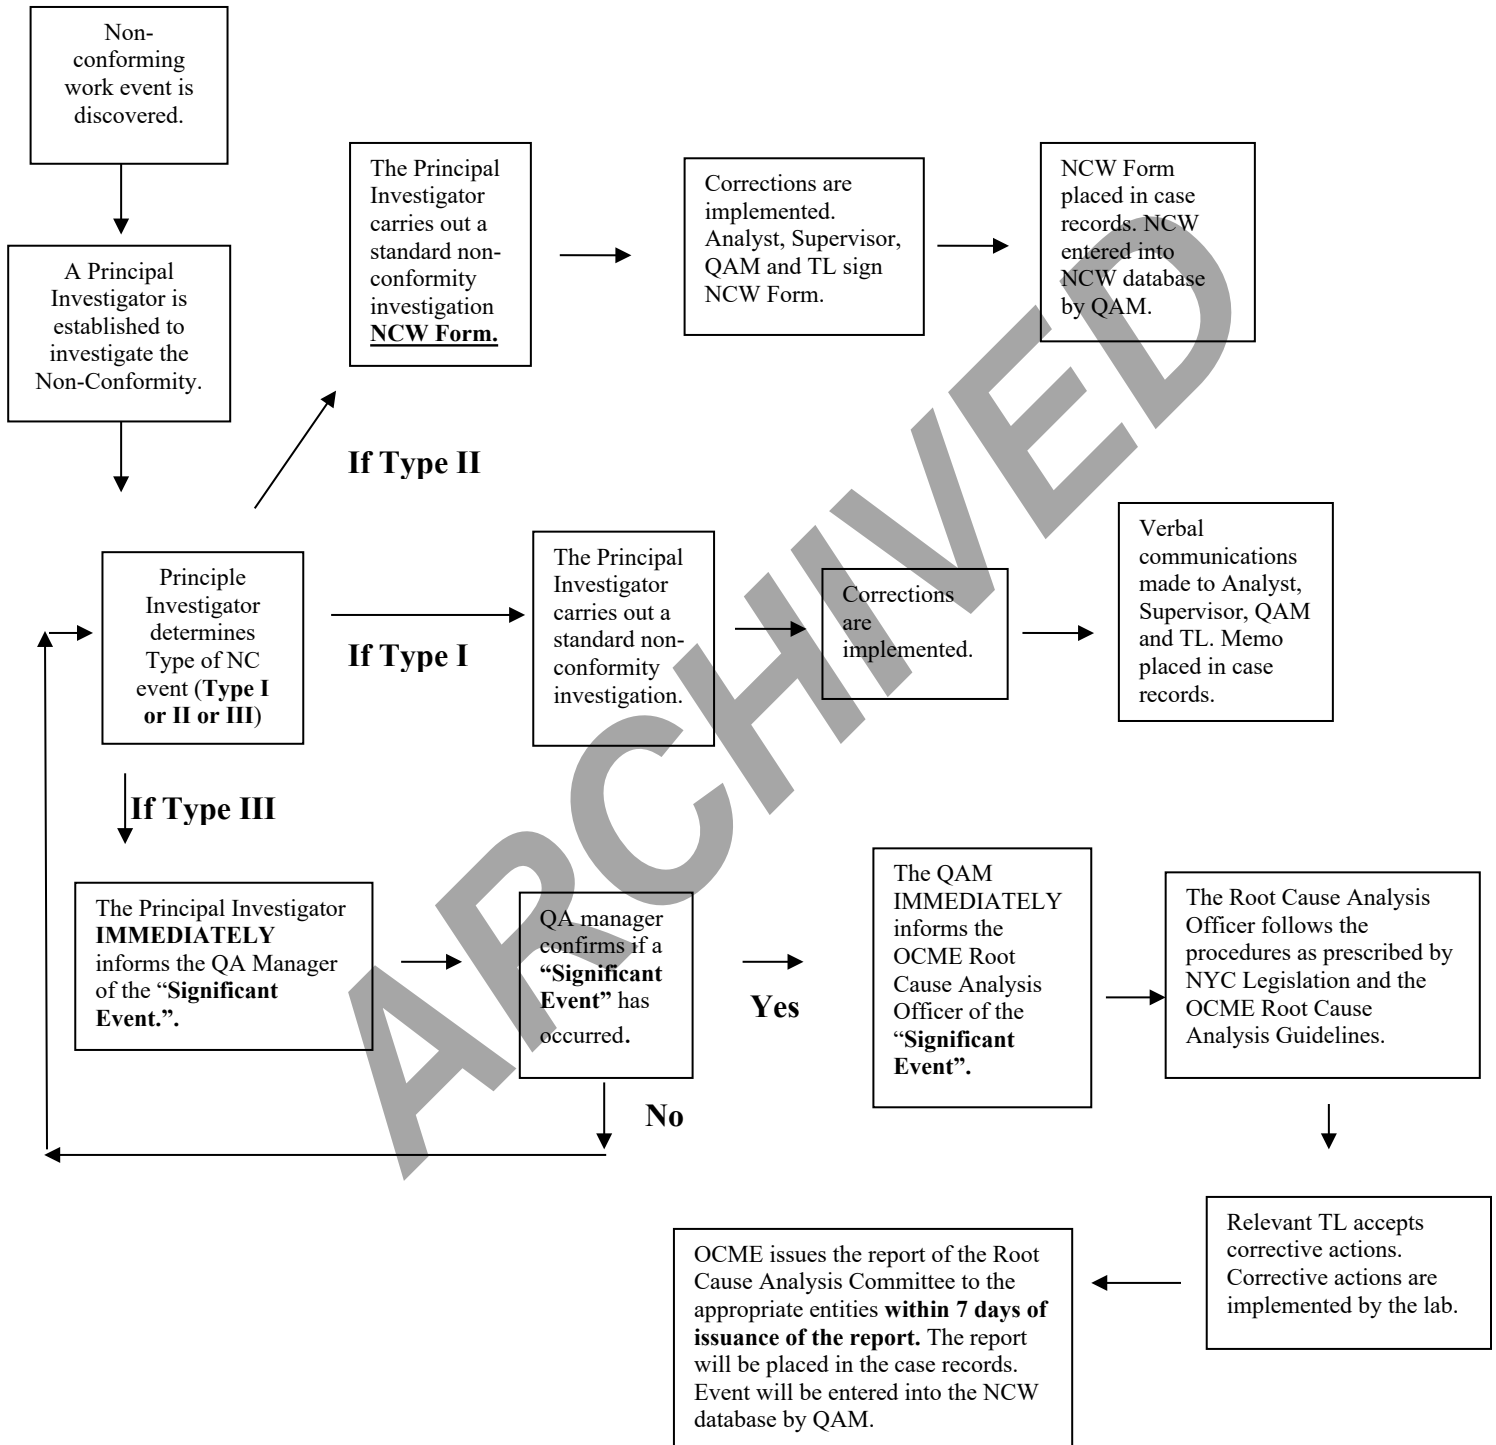 Non-
conforming
work event is
discovered.
A Principal
Investigator is
established to
investigate the
Non-Conformity.
The Principal
Investigator
carries out a
standard non-
conformity
investigation
NCW Form.
Corrections are
implemented.
Analyst, Supervisor,
QAM and TL sign
NCW Form.
NCW Form
placed in case
records. NCW
entered into
NCW database
by QAM.
If Type II
Principle
Investigator
determines
Type of NC
event (Type I
or II or III)
If Type I
The Principal
Investigator
carries out a
standard non-
conformity
investigation.
Corrections
are
implemented.
Verbal
communications
made to Analyst,
Supervisor, QAM
and TL. Memo
placed in case
records.
If Type III
The Principal Investigator
IMMEDIATELY
informs the QA Manager
of the “Significant
Event.”.
QA manager
confirms if a
“Significant
Event” has
occurred.
Yes
No
The QAM
IMMEDIATELY
informs the
OCME Root
Cause Analysis
Officer of the
“Significant
Event”.
The Root Cause Analysis
Officer follows the
procedures as prescribed by
NYC Legislation and the
OCME Root Cause
Analysis Guidelines.
Relevant TL accepts
corrective actions.
Corrective actions are
implemented by the lab.
OCME issues the report of the Root
Cause Analysis Committee to the
appropriate entities within 7 days of
issuance of the report. The report
will be placed in the case records.
Event will be entered into the NCW
database by QAM.
ARCHIVED